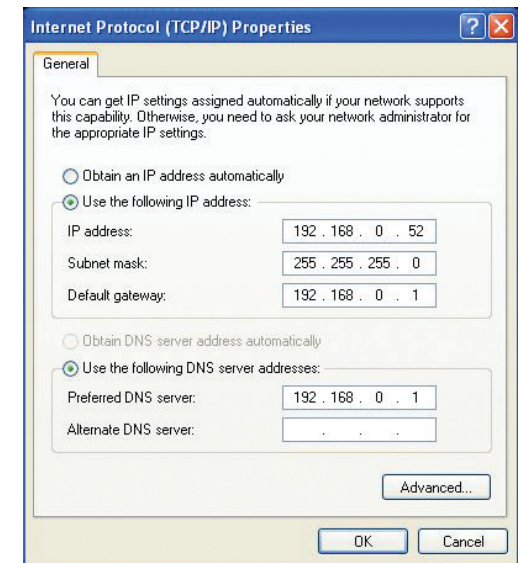 Internet Protocol (TCP/IP) Properties
General
You can get IP settings assigned automatically if your network supports
this capability. Otherwise, you need to ask your network administrator for
the appropriate IP settings.
Obtain an IP address automatically
Use the following IP address:
IP address: 192 . 168 . 0 . 52
Subnet mask: 255 . 255 . 255 . 0
Default gateway: 192 . 168 . 0 . 1
Obtain DNS server address automatically
Use the following DNS server addresses:
Preferred DNS server: 192 . 168 . 0 . 1
Alternate DNS server: . . .
Advanced...
OK Cancel